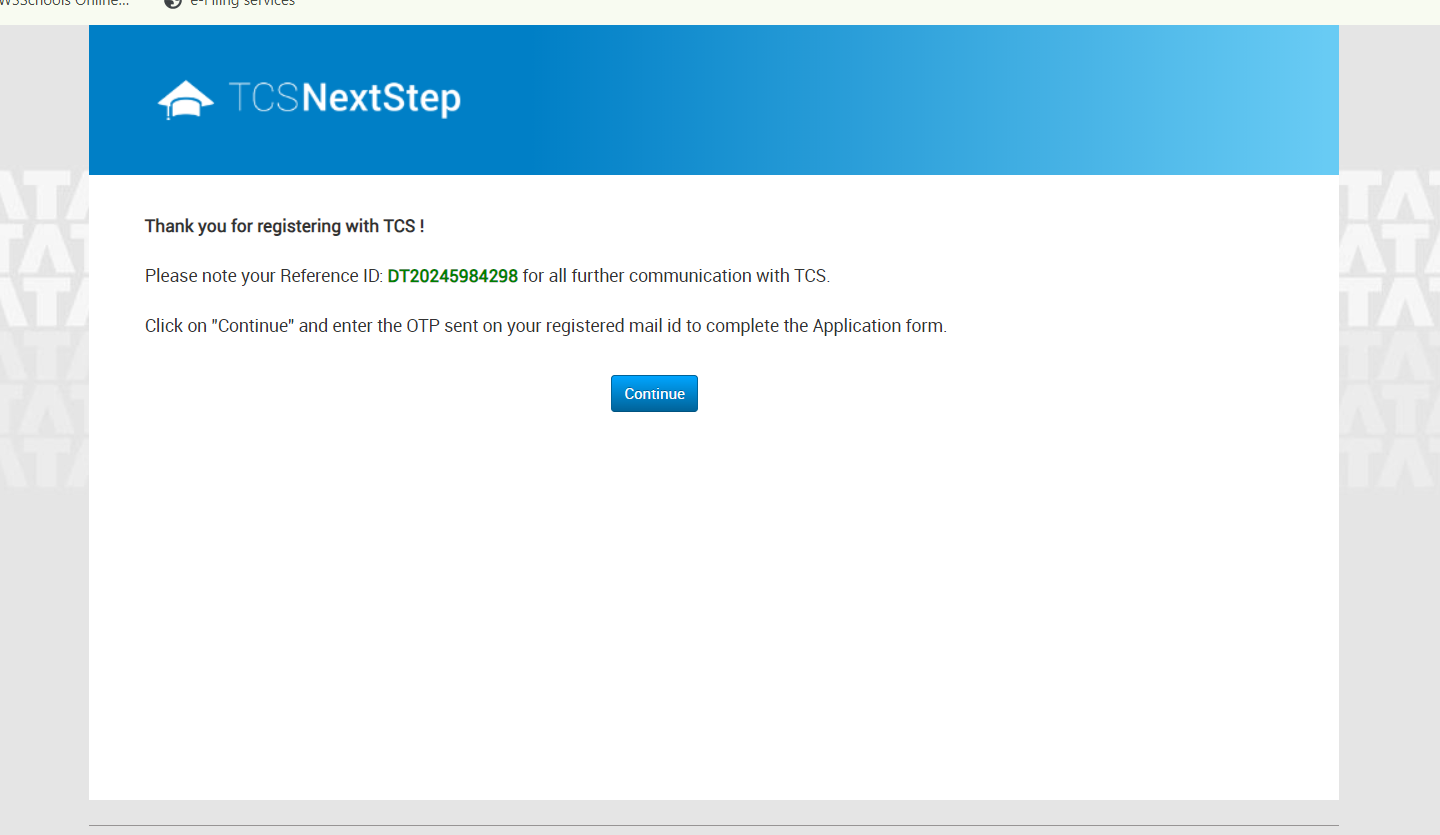 W3Schools Online... e-Filing services
TCSNextStep
Thank you for registering with TCS !
Please note your Reference ID: DT20245984298 for all further communication with TCS.
Click on "Continue" and enter the OTP sent on your registered mail id to complete the Application form.
Continue